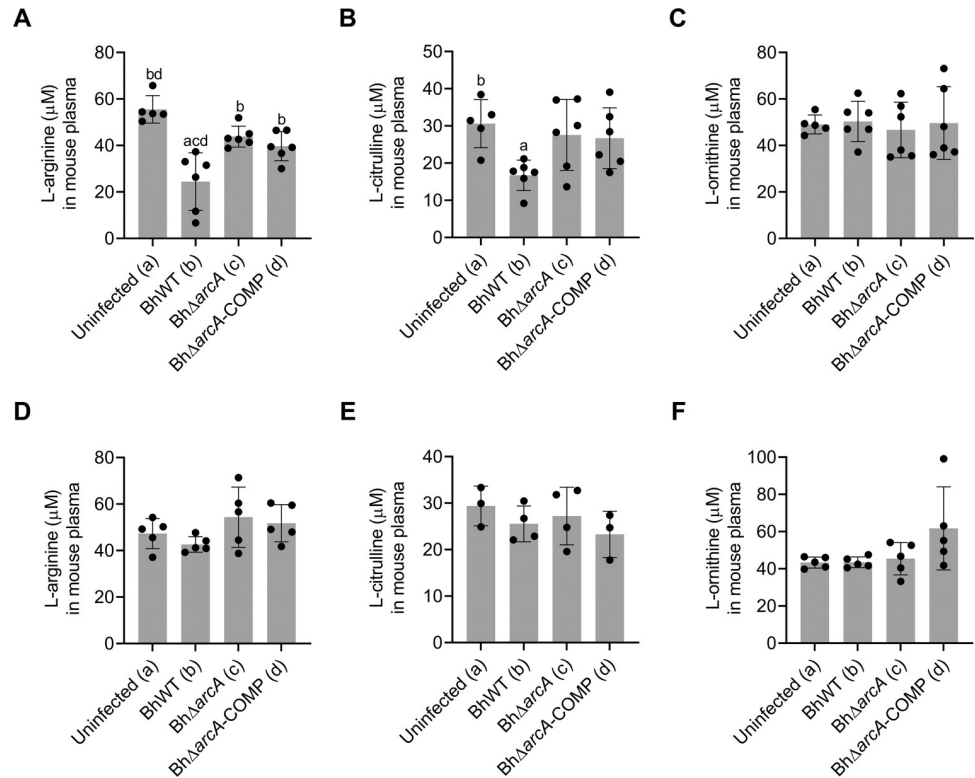 A
L-arginine (μM)
in mouse plasma
80
60
40
20
0
bd
acd
b
b
Uninfected (a)
BhWT (b)
BhΔarcA (c)
BhΔarcA-COMP (d)
B
L-citrulline (μM)
in mouse plasma
50
40
30
20
10
0
b
a
Uninfected (a)
BhWT (b)
BhΔarcA (c)
BhΔarcA-COMP (d)
C
L-ornithine (μM)
in mouse plasma
80
60
40
20
0
Uninfected (a)
BhWT (b)
BhΔarcA (c)
BhΔarcA-COMP (d)
D
L-arginine (μM)
in mouse plasma
80
60
40
20
0
Uninfected (a)
BhWT (b)
BhΔarcA (c)
BhΔarcA-COMP (d)
E
L-citrulline (μM)
in mouse plasma
40
30
20
10
0
Uninfected (a)
BhWT (b)
BhΔarcA (c)
BhΔarcA-COMP (d)
F
L-ornithine (μM)
in mouse plasma
100
80
60
40
20
0
Uninfected (a)
BhWT (b)
BhΔarcA (c)
BhΔarcA-COMP (d)